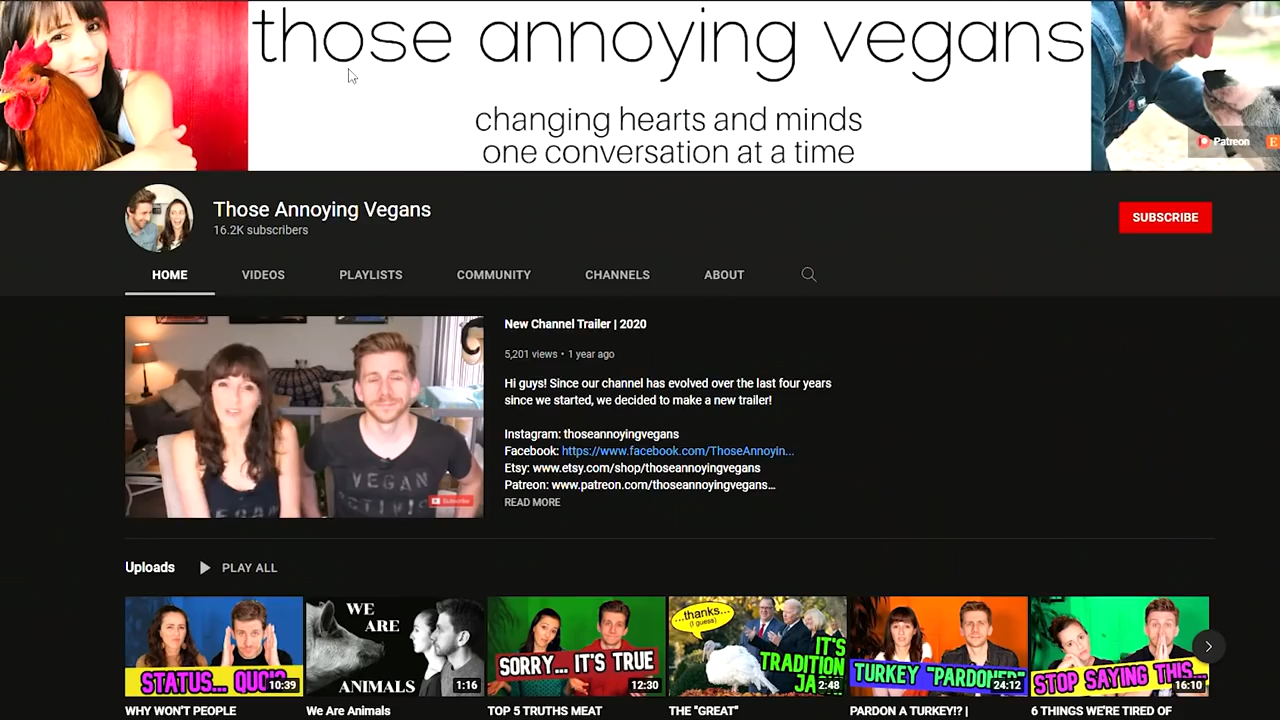 those annoying vegans
changing hearts and minds
one conversation at a time
Patreon
Those Annoying Vegans
16.2K subscribers
SUBSCRIBE
HOME VIDEOS PLAYLISTS COMMUNITY CHANNELS ABOUT
New Channel Trailer | 2020
5,201 views • 1 year ago
Hi guys! Since our channel has evolved over the last four years
since we started, we decided to make a new trailer!
Instagram: thoseannoyingvegans
Facebook: https://www.facebook.com/ThoseAnnoyin...
Etsy: www.etsy.com/shop/thoseannoyingvegans
Patreon: www.patreon.com/thoseannoyingvegans...
READ MORE
VEGAN
Subscribe
Uploads PLAY ALL
STATUS... QUO
10:39
WE
ARE
ANIMALS
1:16
SORRY... IT'S TRUE
12:30
thanks...
(I guess)
IT'S
TRADITION
2:48
TURKEY "PARDONED"
24:12
STOP SAYING THIS...
16:10
WHY WON'T PEOPLE
We Are Animals
TOP 5 TRUTHS MEAT
THE "GREAT"
PARDON A TURKEY!? |
6 THINGS WE'RE TIRED OF